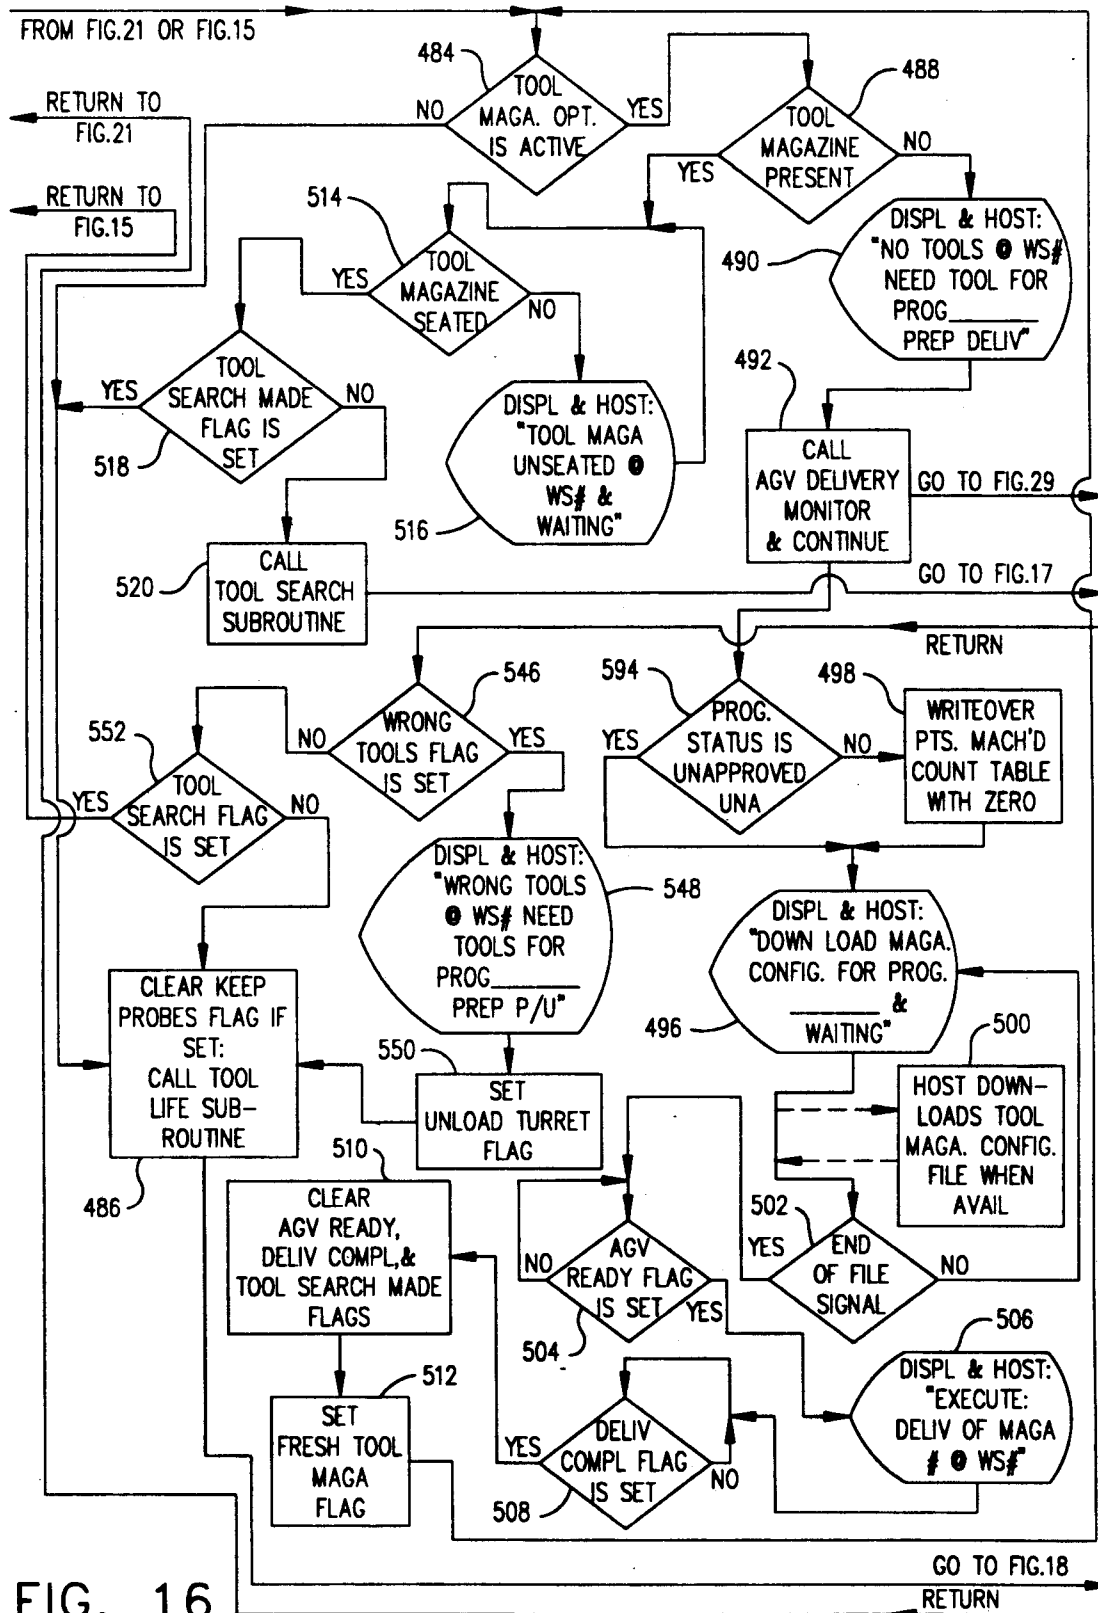 FROM FIG.21 OR FIG.15
RETURN TO
FIG.21
RETURN TO
FIG.15
484
TOOL
MAGA. OPT.
IS ACTIVE
NO
YES
488
TOOL
MAGAZINE
PRESENT
YES
NO
490
DISPL & HOST:
"NO TOOLS @ WS#
NEED TOOL FOR
PROG________
PREP DELIV"
514
TOOL
MAGAZINE
SEATED
YES
NO
518
TOOL
SEARCH MADE
FLAG IS
SET
YES
NO
516
DISPL & HOST:
"TOOL MAGA
UNSEATED @
WS# &
WAITING"
492
CALL
AGV DELIVERY
MONITOR
& CONTINUE
GO TO FIG.29
520
CALL
TOOL SEARCH
SUBROUTINE
GO TO FIG.17
RETURN
546
WRONG
TOOLS FLAG
IS SET
NO
YES
594
PROG.
STATUS IS
UNAPPROVED
UNA
YES
NO
498
WRITEOVER
PTS. MACH'D
COUNT TABLE
WITH ZERO
552
TOOL
SEARCH FLAG
IS SET
YES
NO
548
DISPL & HOST:
"WRONG TOOLS
@ WS# NEED
TOOLS FOR
PROG________
PREP P/U"
496
DISPL & HOST:
"DOWN LOAD MAGA.
CONFIG. FOR PROG.
________ &
WAITING"
486
CLEAR KEEP
PROBES FLAG IF
SET:
CALL TOOL
LIFE SUB-
ROUTINE
550
SET
UNLOAD TURRET
FLAG
500
HOST DOWN-
LOADS TOOL
MAGA. CONFIG.
FILE WHEN
AVAIL
510
CLEAR
AGV READY,
DELIV COMPL,&
TOOL SEARCH MADE
FLAGS
502
END
OF FILE
SIGNAL
YES
NO
504
AGV
READY FLAG
IS SET
NO
YES
506
DISPL & HOST:
"EXECUTE:
DELIV OF MAGA
# @ WS#"
512
SET
FRESH TOOL
MAGA
FLAG
508
DELIV
COMPL FLAG
IS SET
YES
NO
GO TO FIG.18
RETURN
FIG. 16